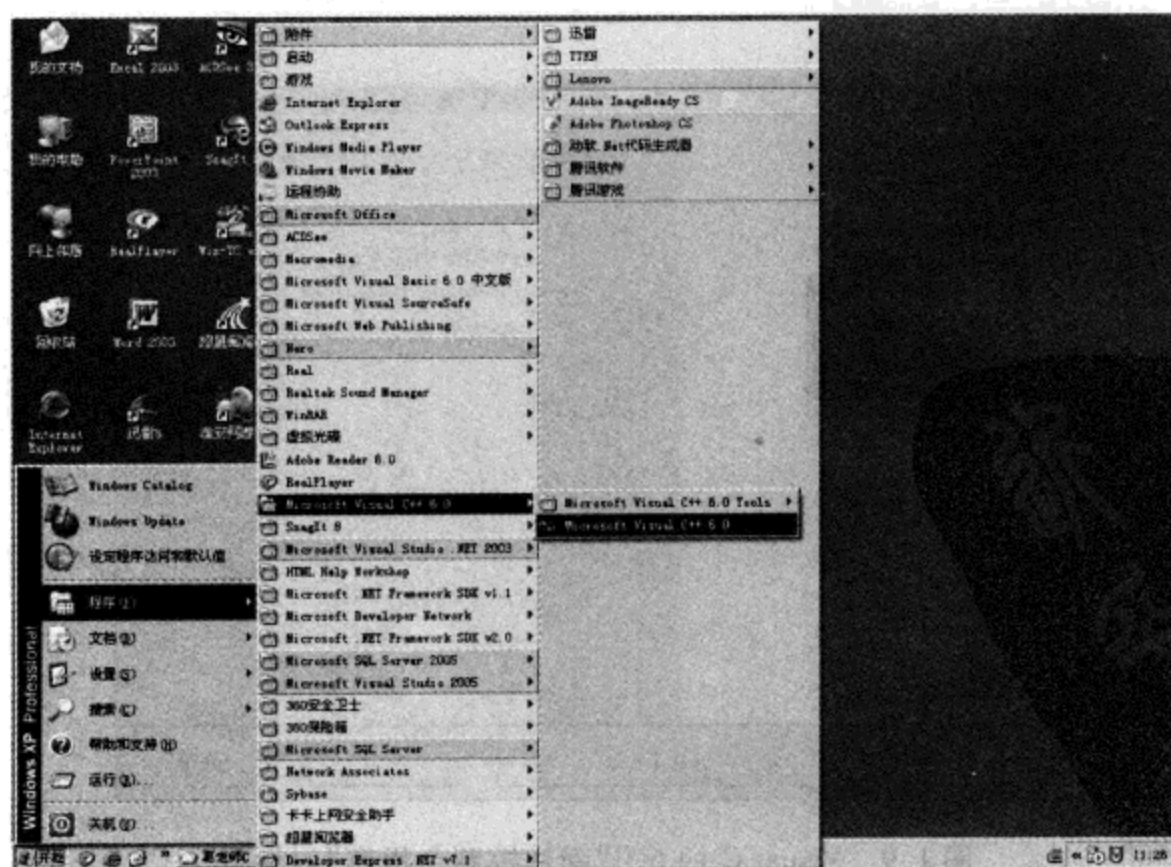 我的文档
Excel 2003
ACDSee
我的电脑
PowerPoint 2003
SnagIt
网上邻居
RealPlayer
Win-TC
回收站
Word 2003
超星阅
Internet Explorer
迅雷5
Windows XP Professional
Windows Catalog
Windows Update
设定程序访问和默认值
程序(P)
文档(D)
设置(S)
搜索(C)
帮助和支持(H)
运行(R)...
关机(U)...
开始
附件
启动
游戏
Internet Explorer
Outlook Express
Windows Media Player
Windows Movie Maker
远程协助
Microsoft Office
ACDSee
Macromedia
Microsoft Visual Basic 6.0 中文版
Microsoft Visual SourceSafe
Microsoft Web Publishing
Nero
Real
Realtek Sound Manager
WinRAR
虚拟光碟
Adobe Reader 6.0
RealPlayer
Microsoft Visual C++ 6.0
SnagIt 8
Microsoft Visual Studio .NET 2003
HTML Help Workshop
Microsoft .NET Framework SDK v1.1
Microsoft Developer Network
Microsoft .NET Framework SDK v2.0
Microsoft SQL Server 2005
Microsoft Visual Studio 2005
360安全卫士
360保险箱
Microsoft SQL Server
Network Associates
Sybase
卡卡上网安全助手
超星阅览器
Developer Express .NET v7.1
迅雷
Lenovo
Adobe ImageReady CS
Adobe Photoshop CS
动软.Net代码生成器
腾讯软件
腾讯游戏
Microsoft Visual C++ 6.0 Tools
Microsoft Visual C++ 6.0